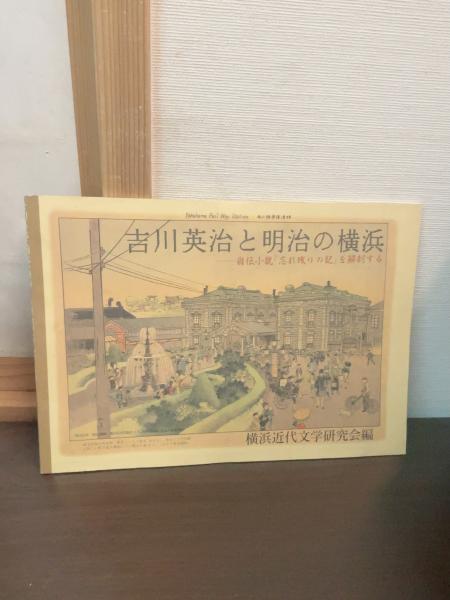 Yokohama Rail Way Station
吉川英治と明治の横浜
──自伝小説「忘れ残りの記」を解剖する
横浜近代文学研究会編